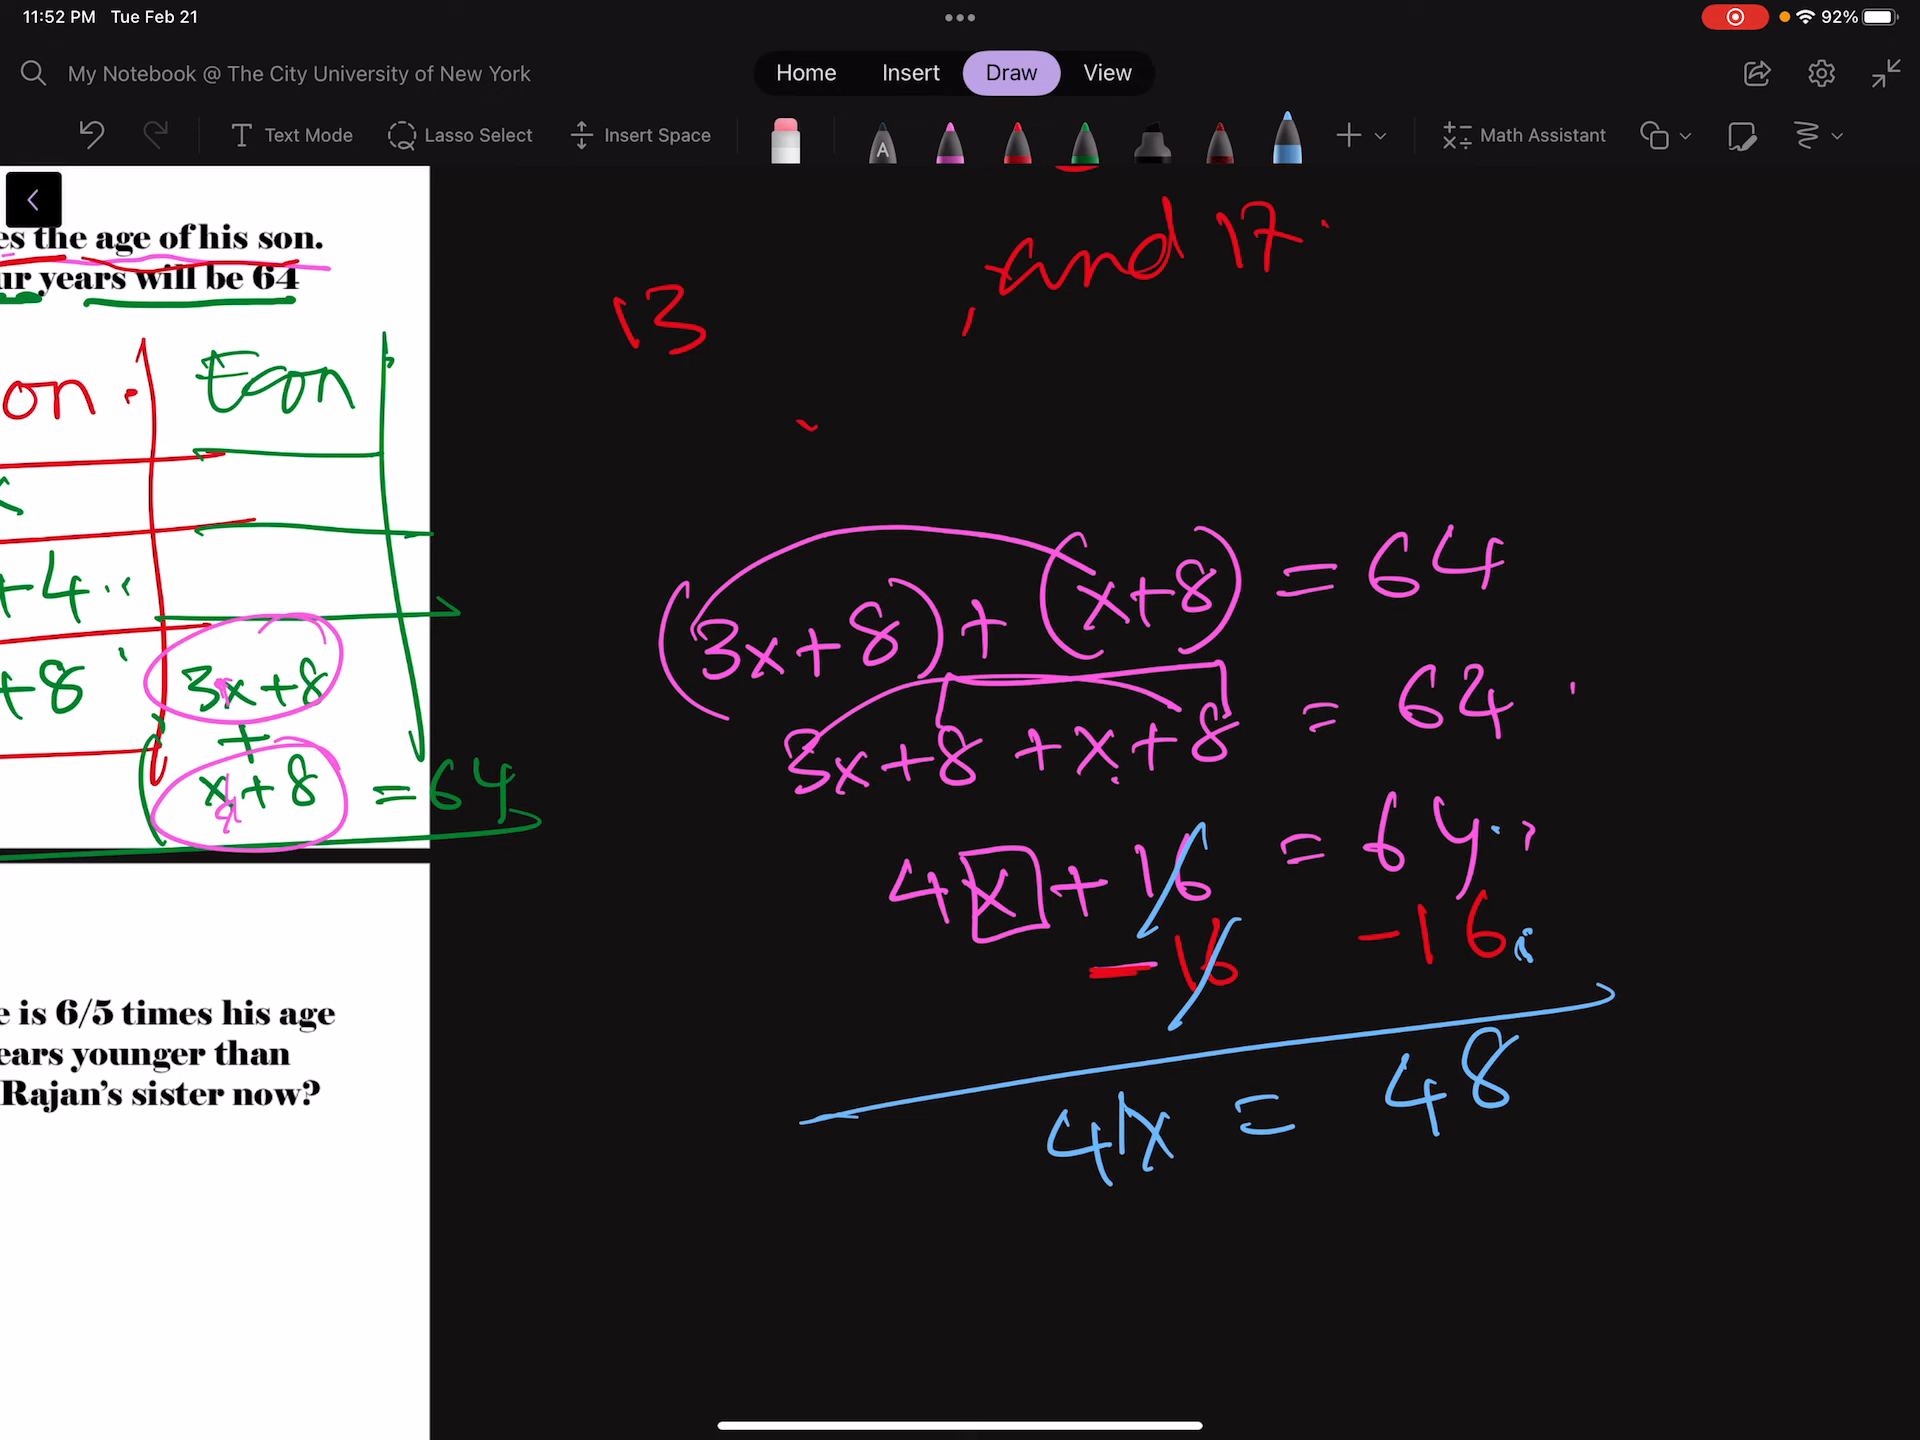 11:52 PM Tue Feb 21
92%
My Notebook @ The City University of New York
Home Insert Draw View
Text Mode Lasso Select Insert Space
A
Math Assistant
es the age of his son.
ur years will be 64
on. Econ
+4
+8 3x+8
+
x+8 = 64
e is 6/5 times his age
ears younger than
Rajan's sister now?
13 , and 17.
(3x+8) + (x+8) = 64
3x+8 +x+8 = 64
4x + 16 = 64
-16 -16
4x = 48